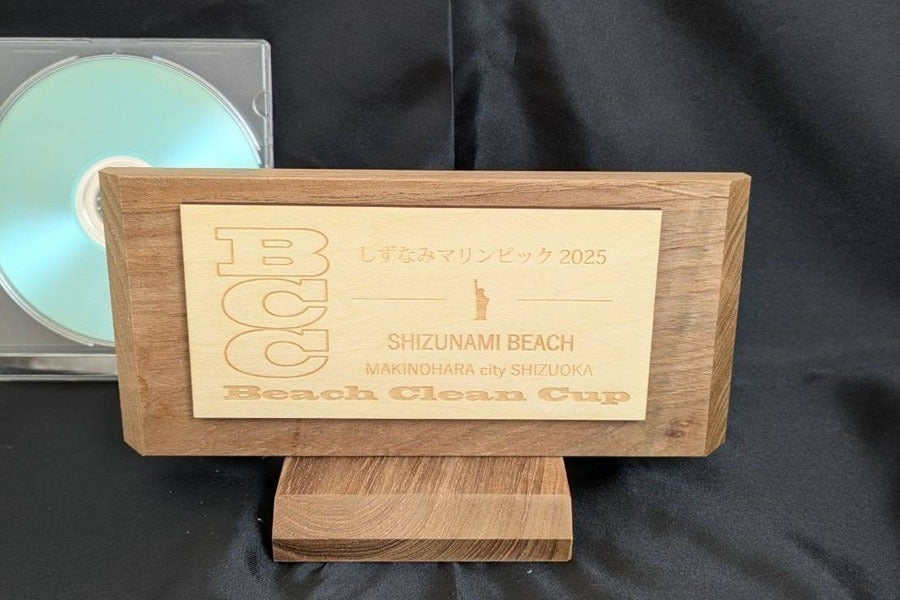 BCC
しずなみマリンピック 2025
SHIZUNAMI BEACH
MAKINOHARA city SHIZUOKA
Beach Clean Cup